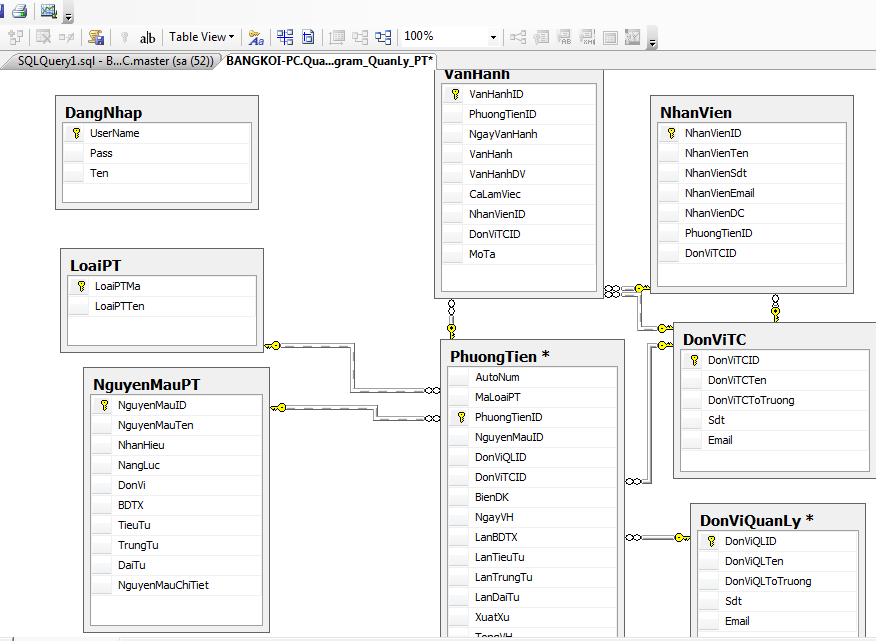 ab
Table View
100%
SQLQuery1.sql - B...C.master (sa (52))
BANGKOI-PC.Qua...gram_QuanLy_PT*
DangNhap
UserName
Pass
Ten
VanHanh
VanHanhID
PhuongTienID
NgayVanHanh
VanHanh
VanHanhDV
CaLamViec
NhanVienID
DonViTCID
MoTa
NhanVien
NhanVienID
NhanVienTen
NhanVienSdt
NhanVienEmail
NhanVienDC
PhuongTienID
DonViTCID
LoaiPT
LoaiPTMa
LoaiPTTen
NguyenMauPT
NguyenMauID
NguyenMauTen
NhanHieu
NangLuc
DonVi
BDTX
TieuTu
TrungTu
DaiTu
NguyenMauChiTiet
PhuongTien *
AutoNum
MaLoaiPT
PhuongTienID
NguyenMauID
DonViQLID
DonViTCID
BienDK
NgayVH
LanBDTX
LanTieuTu
LanTrungTu
LanDaiTu
XuatXu
TongVH
DonViTC
DonViTCID
DonViTCTen
DonViTCToTruong
Sdt
Email
DonViQuanLy *
DonViQLID
DonViQLTen
DonViQLToTruong
Sdt
Email